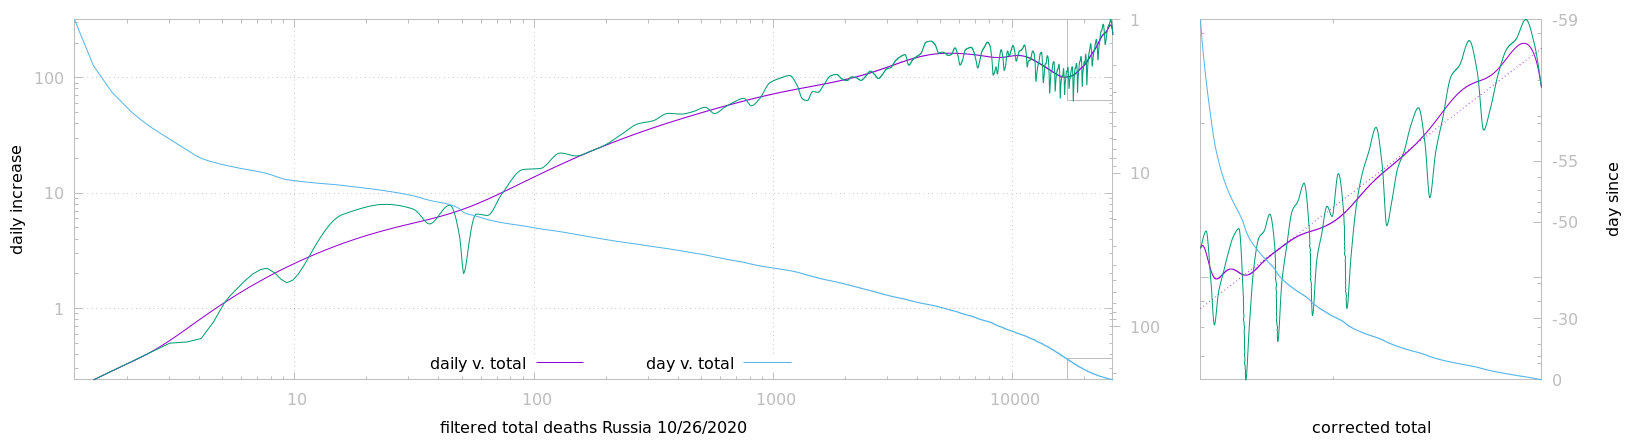 daily increase
100
10
1
10
100
1000
10000
1
10
100
daily v. total
day v. total
filtered total deaths Russia 10/26/2020
-59
-55
-50
-30
0
day since
corrected total